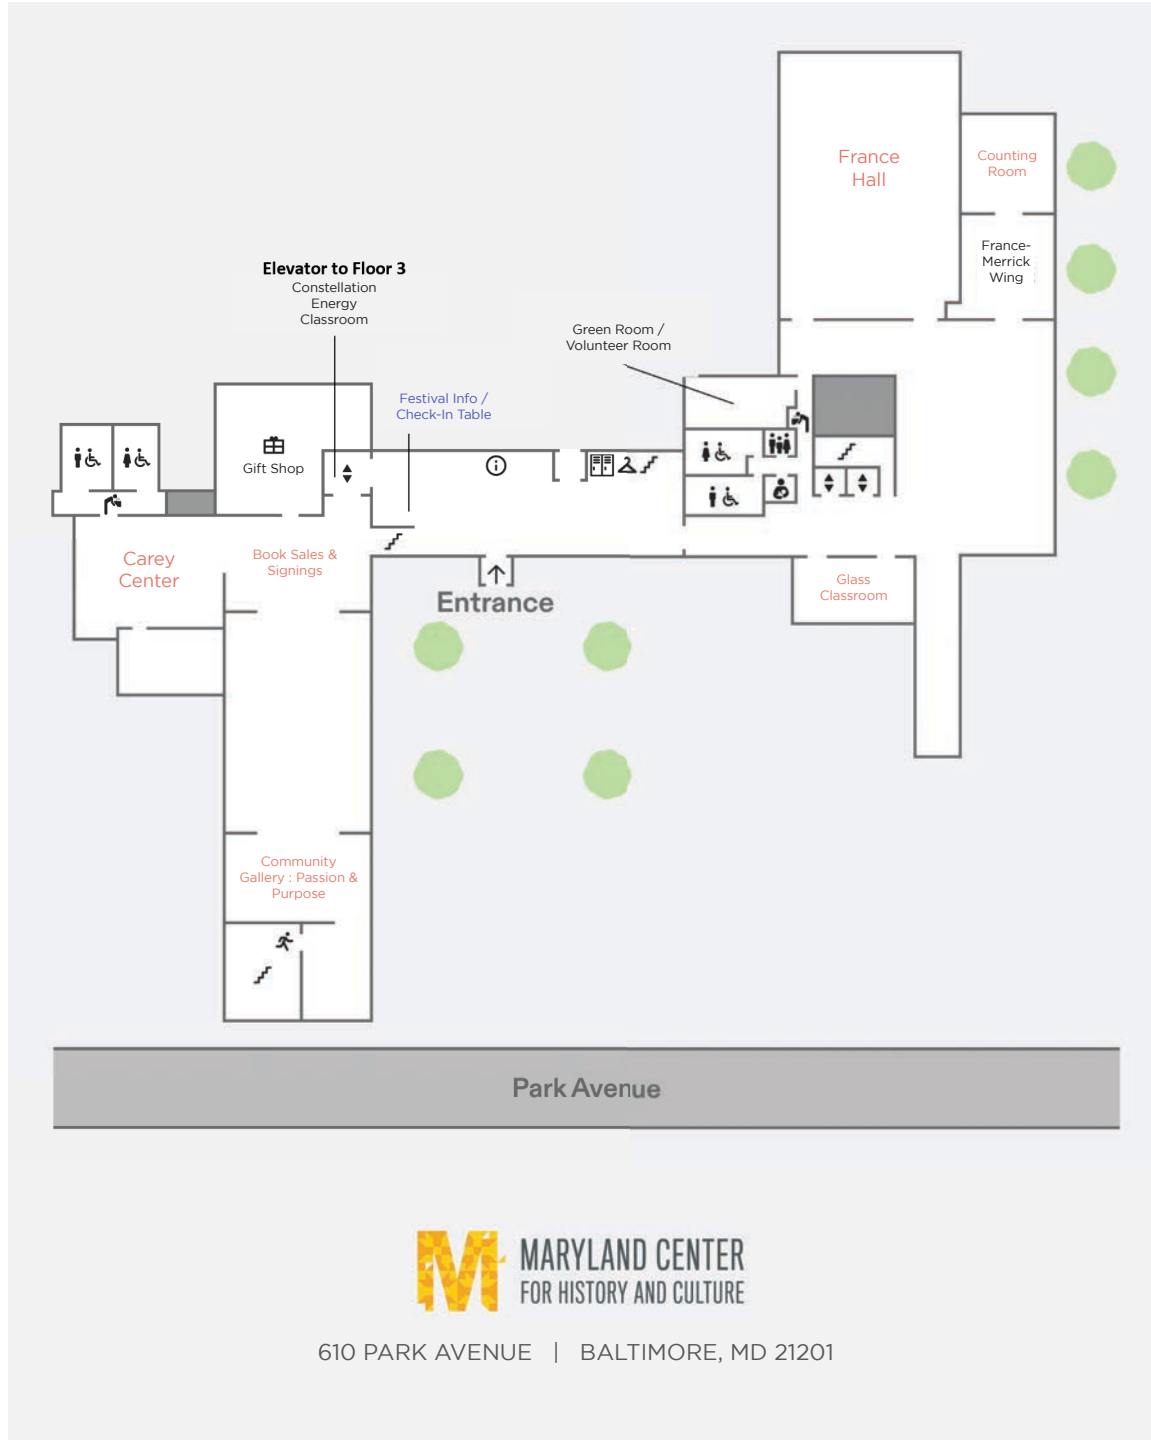 France
Hall
Counting
Room
France-
Merrick
Wing
Elevator to Floor 3
Constellation
Energy
Classroom
Green Room /
Volunteer Room
Festival Info /
Check-In Table
Gift Shop
Carey
Center
Book Sales &
Signings
Glass
Classroom
Entrance
Community
Gallery : Passion &
Purpose
Park Avenue
MARYLAND CENTER
FOR HISTORY AND CULTURE
610 PARK AVENUE | BALTIMORE, MD 21201